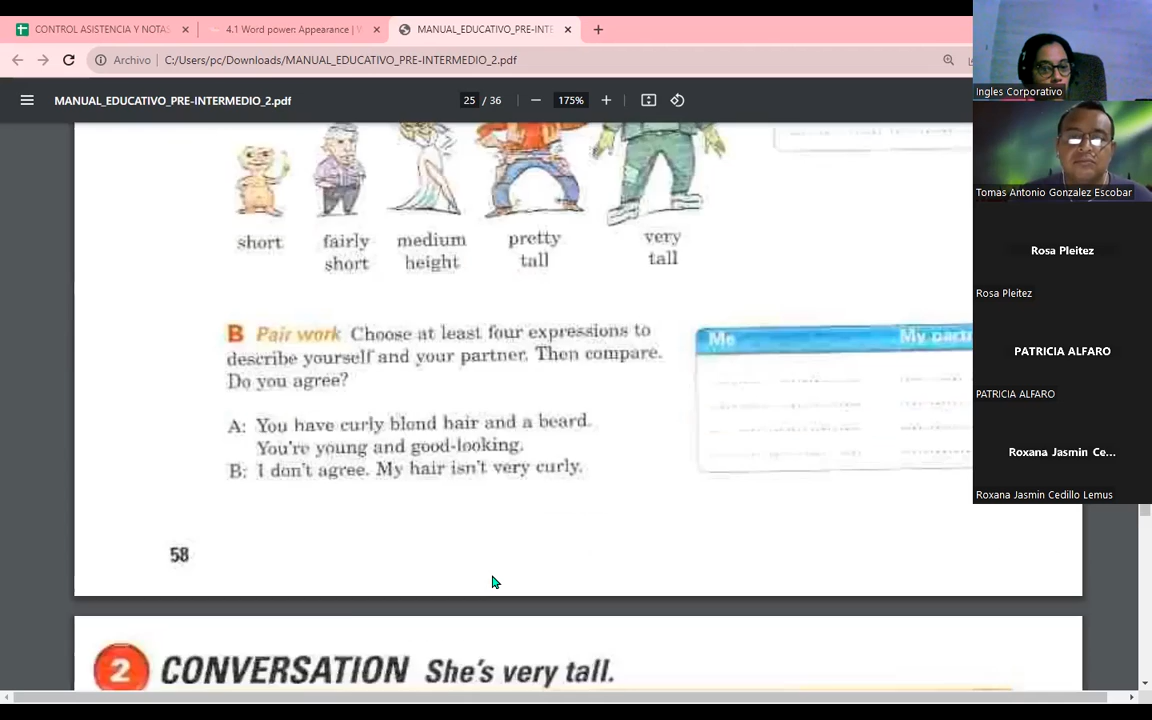 CONTROL ASISTENCIA Y NOTAS
4.1 Word power: Appearance |
MANUAL_EDUCATIVO_PRE-INTE
Archivo
C:/Users/pc/Downloads/MANUAL_EDUCATIVO_PRE-INTERMEDIO_2.pdf
MANUAL_EDUCATIVO_PRE-INTERMEDIO_2.pdf
25 / 36
175%
short
fairly short
medium height
pretty tall
very tall
B Pair work Choose at least four expressions to
describe yourself and your partner. Then compare.
Do you agree?
A: You have curly blond hair and a beard.
You're young and good-looking.
B: I don't agree. My hair isn't very curly.
Me
My partn
58
2 CONVERSATION She's very tall.
Ingles Corporativo
Tomas Antonio Gonzalez Escobar
Rosa Pleitez
Rosa Pleitez
PATRICIA ALFARO
PATRICIA ALFARO
Roxana Jasmin Ce...
Roxana Jasmin Cedillo Lemus